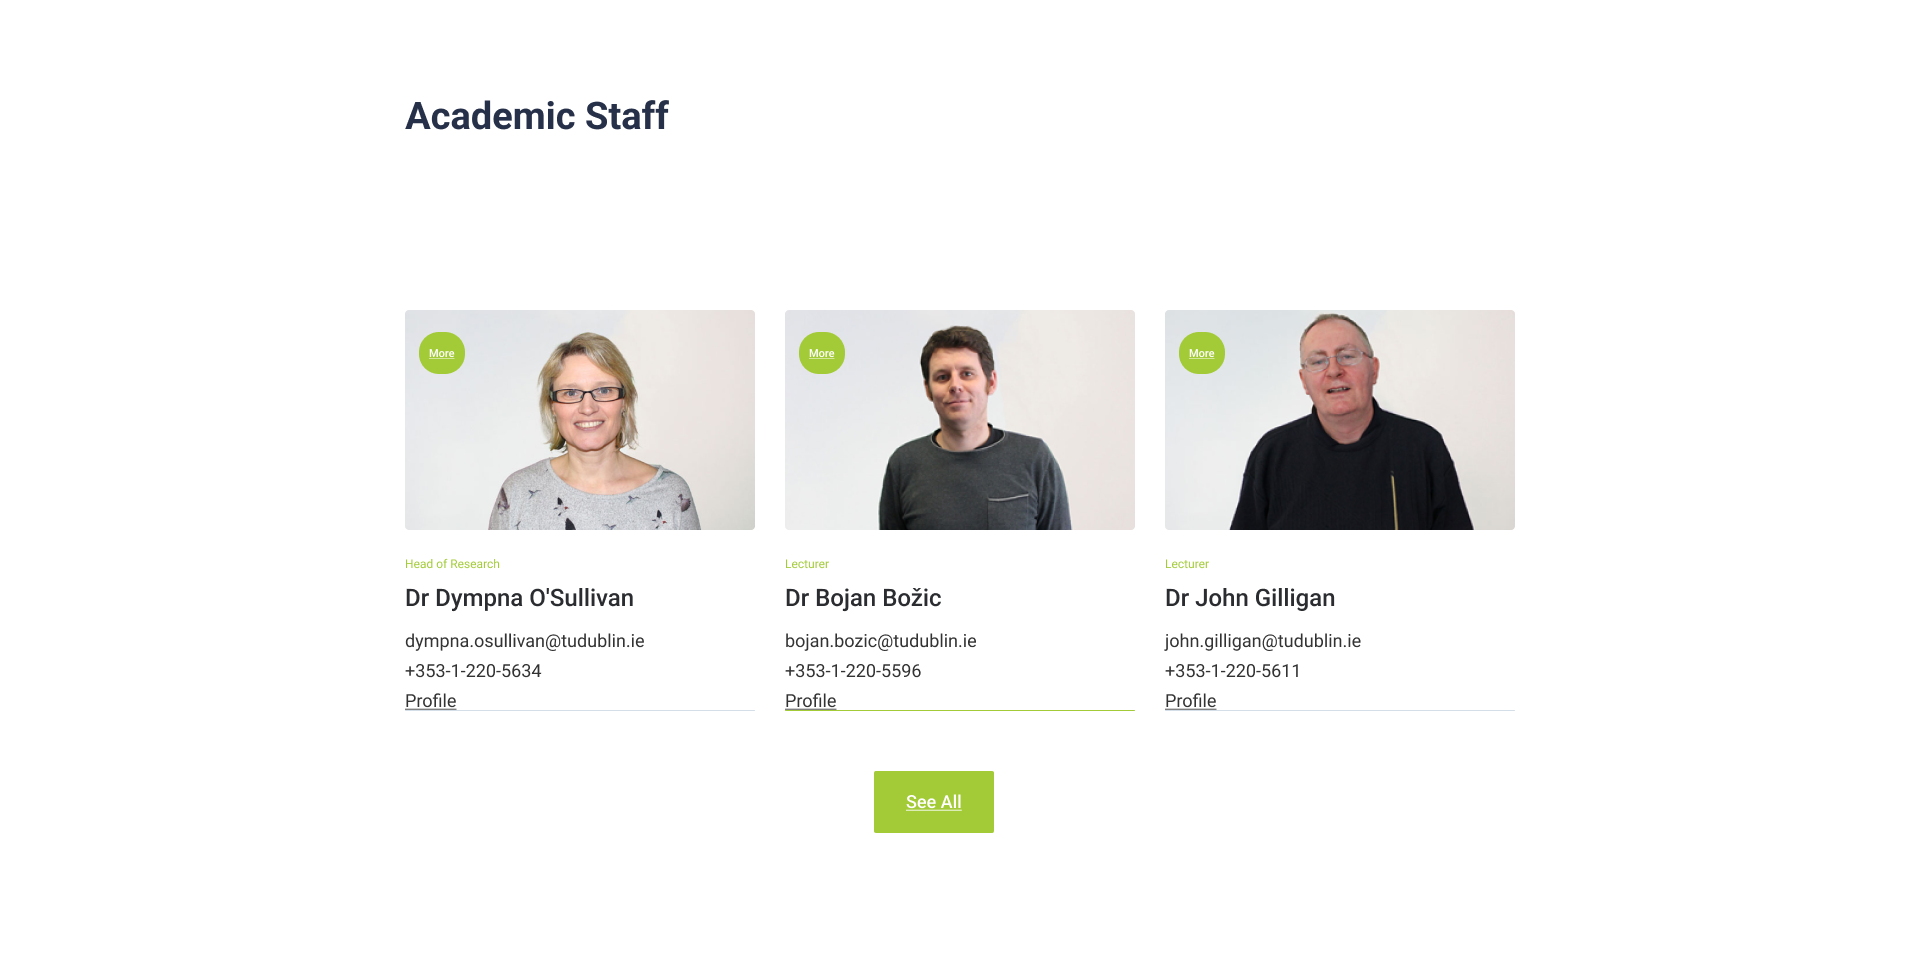 Academic Staff
More
More
More
Head of Research
Dr Dympna O'Sullivan
dympna.osullivan@tudublin.ie
+353-1-220-5634
Profile
Lecturer
Dr Bojan Božic
bojan.bozic@tudublin.ie
+353-1-220-5596
Profile
Lecturer
Dr John Gilligan
john.gilligan@tudublin.ie
+353-1-220-5611
Profile
See All